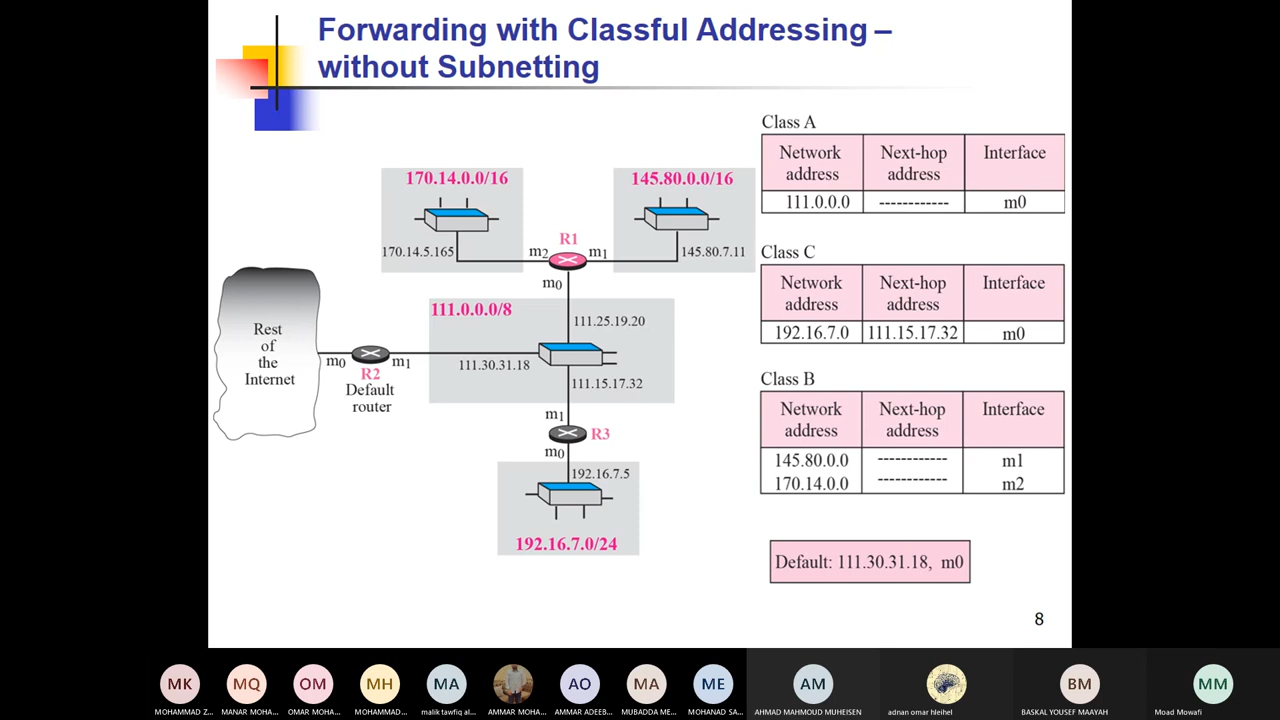 Forwarding with Classful Addressing –
without Subnetting
170.14.0.0/16
170.14.5.165
145.80.0.0/16
145.80.7.11
R1
m2
m1
m0
111.0.0.0/8
111.25.19.20
111.30.31.18
111.15.17.32
Rest
of
the
Internet
m0
m1
R2
Default
router
m1
R3
m0
192.16.7.5
192.16.7.0/24
Class A
Network address Next-hop address Interface
111.0.0.0 ------------ m0
Class C
Network address Next-hop address Interface
192.16.7.0 111.15.17.32 m0
Class B
Network address Next-hop address Interface
145.80.0.0 ------------ m1
170.14.0.0 ------------ m2
Default: 111.30.31.18, m0
8
MK
MQ
OM
MH
MA
AO
MA
ME
AM
BM
MM
MOHAMMAD Z...
MANAR MOHA...
OMAR MOHA...
MOHAMMAD...
malik tawfiq al...
AMMAR MOHA...
AMMAR ADEEB...
MUBADDA ME...
MOHANAD SA...
AHMAD MAHMOUD MUHEISEN
adnan omar hleihel
BASKAL YOUSEF MAAYAH
Moad Mowafi